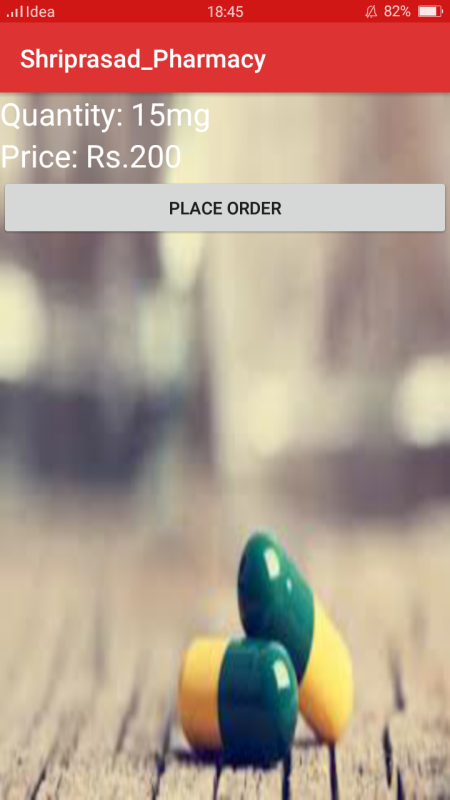 Idea 18:45 82%
Shriprasad_Pharmacy
Quantity: 15mg
Price: Rs.200
PLACE ORDER